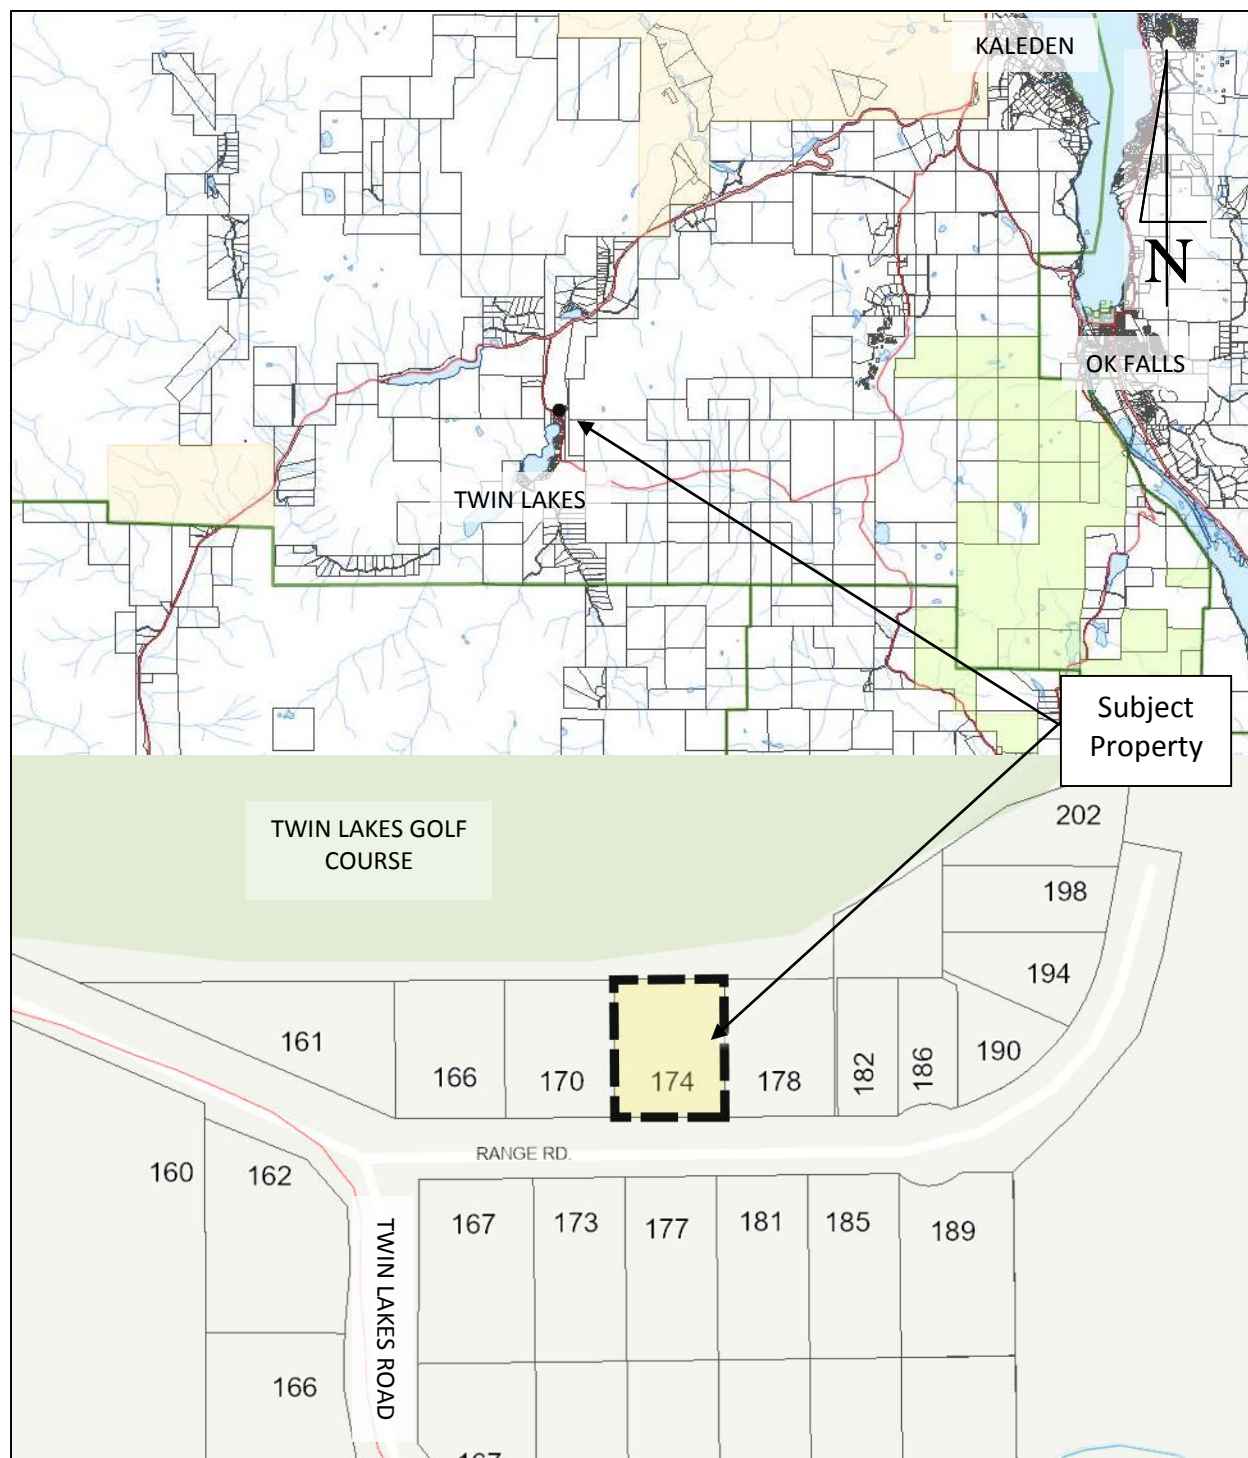 KALEDEN
N
OK FALLS
TWIN LAKES
Subject
Property
TWIN LAKES GOLF
COURSE
202
198
194
161
166
170
174
178
182
186
190
RANGE RD.
160
162
167
173
177
181
185
189
TWIN LAKES ROAD
166
167